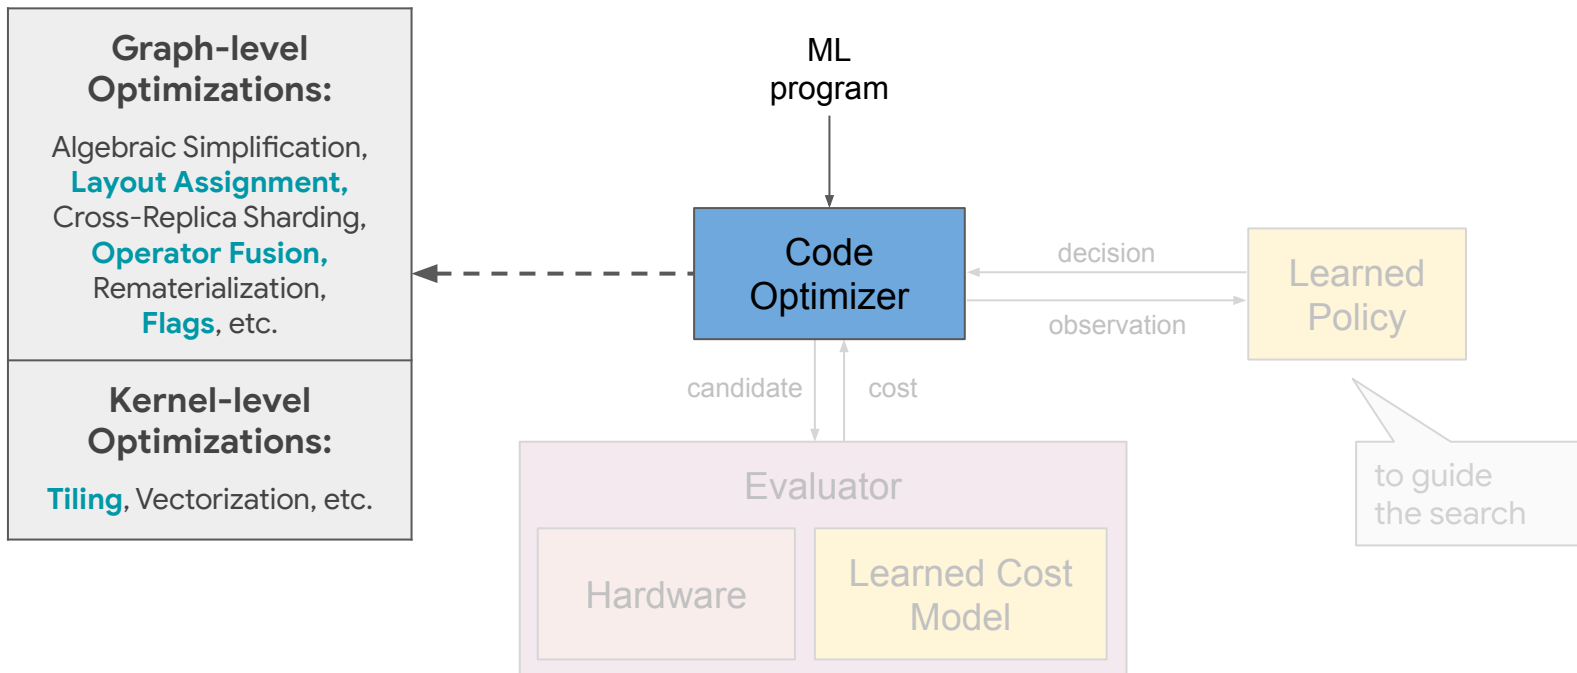 Graph-level
Optimizations:
Algebraic Simplification,
Layout Assignment,
Cross-Replica Sharding,
Operator Fusion,
Rematerialization,
Flags, etc.
Kernel-level
Optimizations:
Tiling, Vectorization, etc.
ML
program
Code
Optimizer
decision
observation
Learned
Policy
to guide
the search
candidate
cost
Evaluator
Hardware
Learned Cost
Model